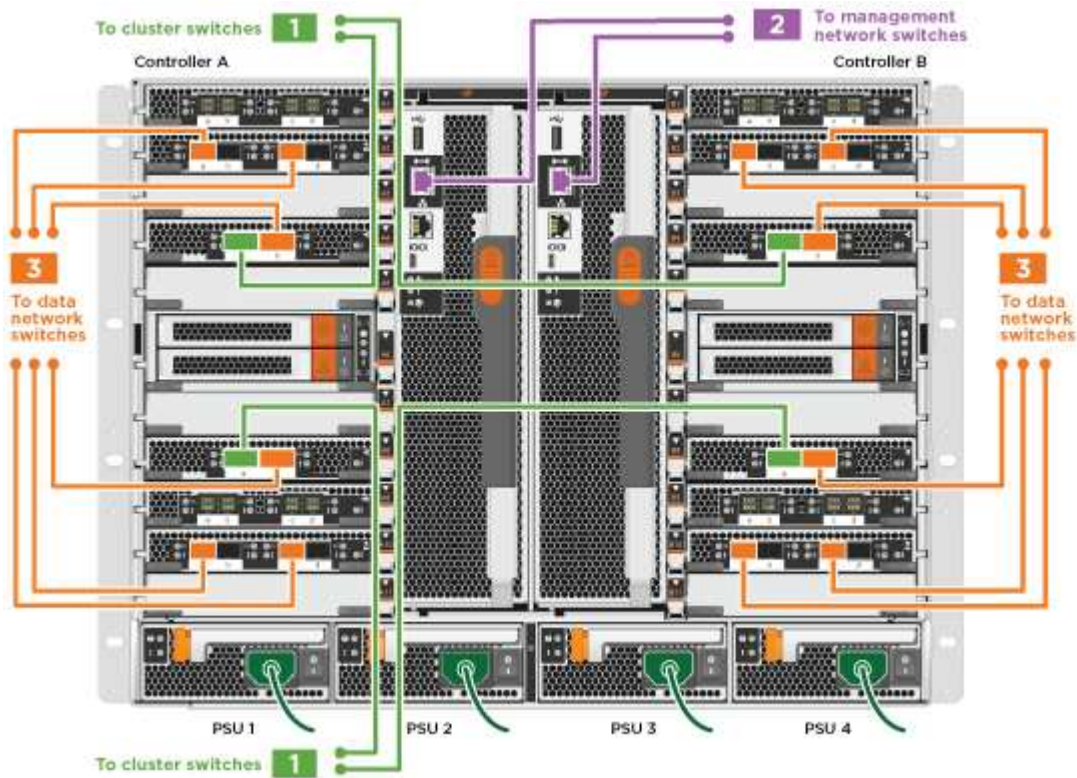 To cluster switches 1
2 To management
network switches
Controller A
Controller B
3
To data
network
switches
3
To data
network
switches
PSU 1
PSU 2
PSU 3
PSU 4
To cluster switches 1